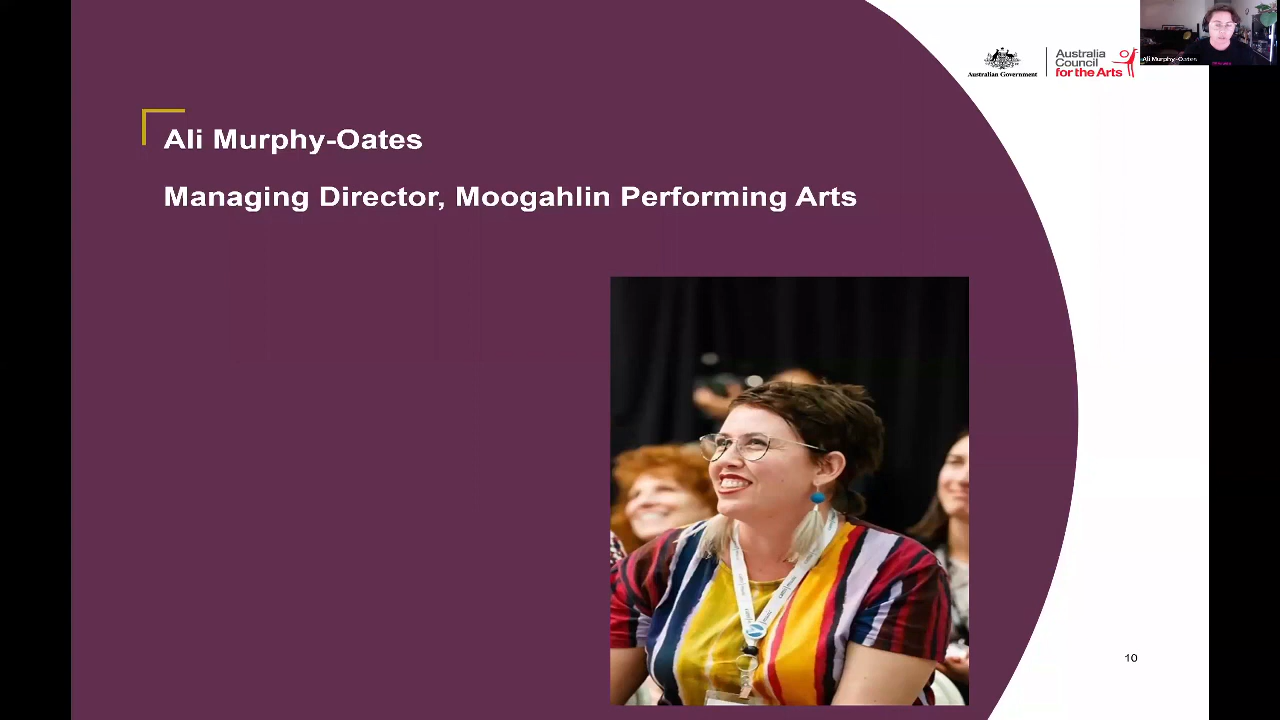 Ali Murphy-Oates
Managing Director, Moogahlin Performing Arts
Australian Government
Australia
Council
for the Arts
Ali Murphy-Oates
10